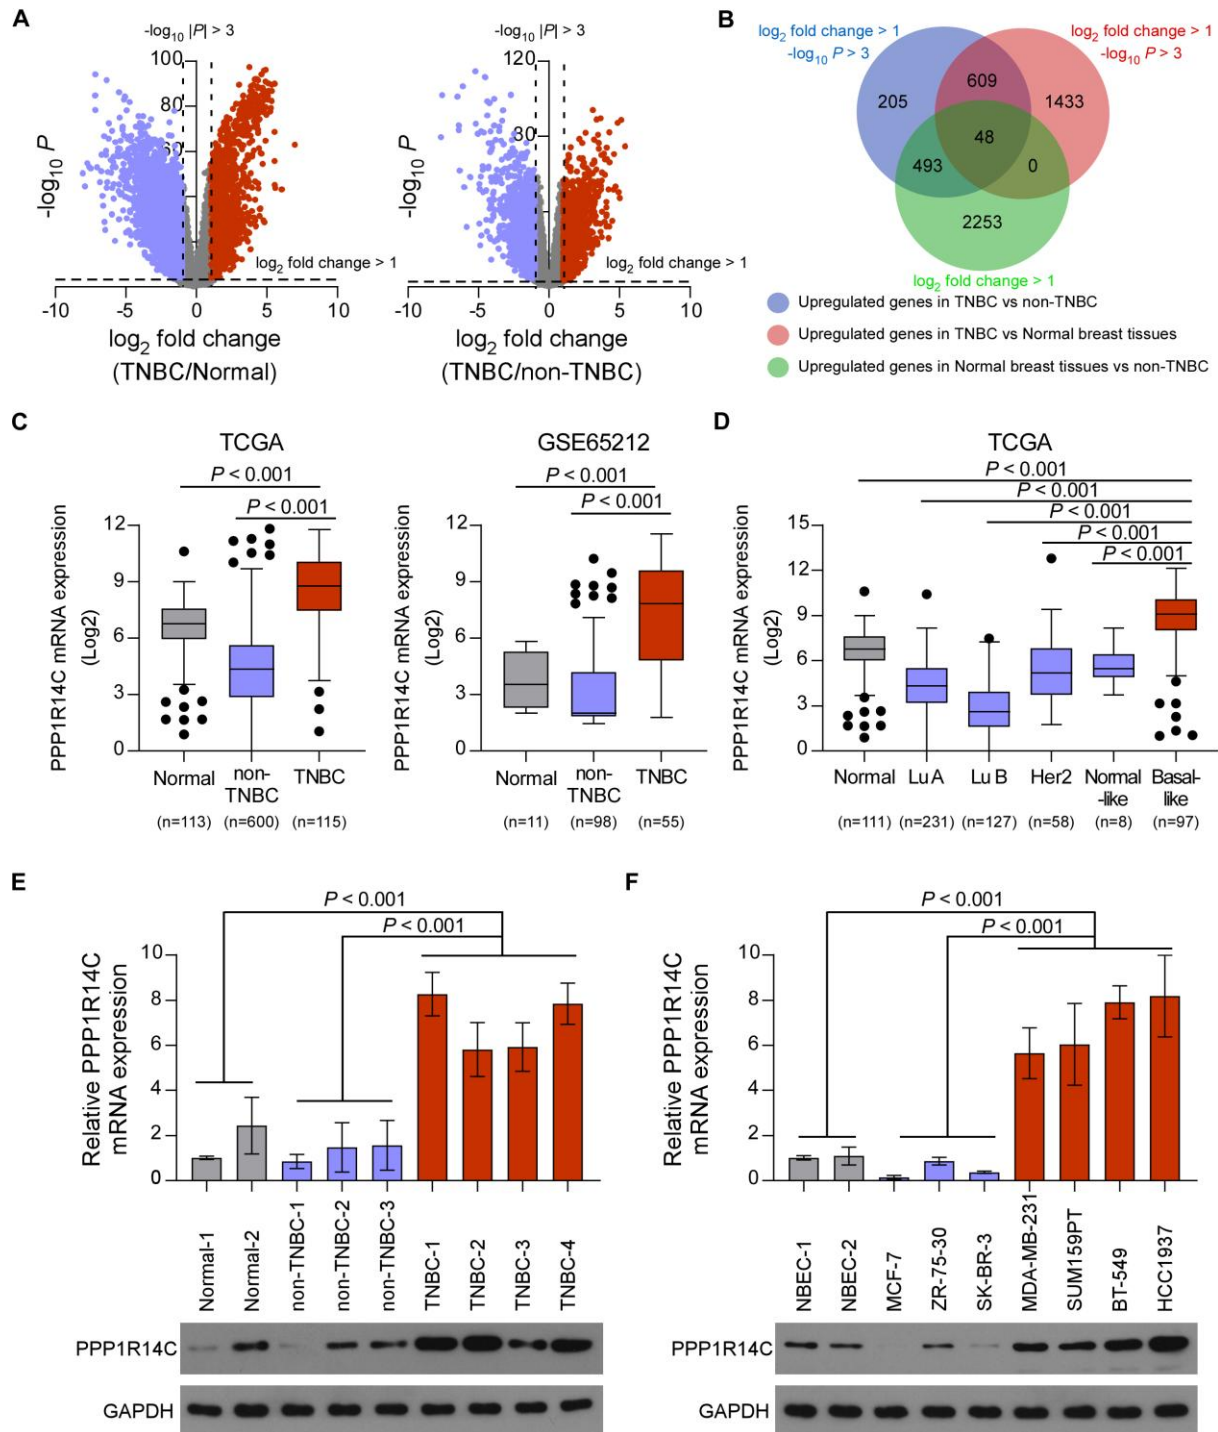 A
-log10 |P| > 3
-log10 |P| > 3
100
80
60
-log10 P
log2 fold change > 1
-10 -5 0 5 10
log2 fold change
(TNBC/Normal)
120
80
-log10 P
log2 fold change > 1
-10 -5 0 5 10
log2 fold change
(TNBC/non-TNBC)
B
log2 fold change > 1
-log10 P > 3
log2 fold change > 1
-log10 P > 3
609
205
1433
48
493
0
2253
log2 fold change > 1
Upregulated genes in TNBC vs non-TNBC
Upregulated genes in TNBC vs Normal breast tissues
Upregulated genes in Normal breast tissues vs non-TNBC
C
TCGA
P < 0.001
P < 0.001
PPP1R14C mRNA expression
(Log2)
12
9
6
3
0
Normal non-TNBC TNBC
(n=113) (n=600) (n=115)
GSE65212
P < 0.001
P < 0.001
PPP1R14C mRNA expression
(Log2)
12
9
6
3
0
Normal non-TNBC TNBC
(n=11) (n=98) (n=55)
D
TCGA
P < 0.001
P < 0.001
P < 0.001
P < 0.001
P < 0.001
PPP1R14C mRNA expression
(Log2)
15
12
9
6
3
0
Normal Lu A Lu B Her2 Normal-like Basal-like
(n=111) (n=231) (n=127) (n=58) (n=8) (n=97)
E
P < 0.001
P < 0.001
Relative PPP1R14C
mRNA expression
10
8
6
4
2
0
Normal-1
Normal-2
non-TNBC-1
non-TNBC-2
non-TNBC-3
TNBC-1
TNBC-2
TNBC-3
TNBC-4
PPP1R14C
GAPDH
F
P < 0.001
P < 0.001
Relative PPP1R14C
mRNA expression
10
8
6
4
2
0
NBEC-1
NBEC-2
MCF-7
ZR-75-30
SK-BR-3
MDA-MB-231
SUM159PT
BT-549
HCC1937
PPP1R14C
GAPDH